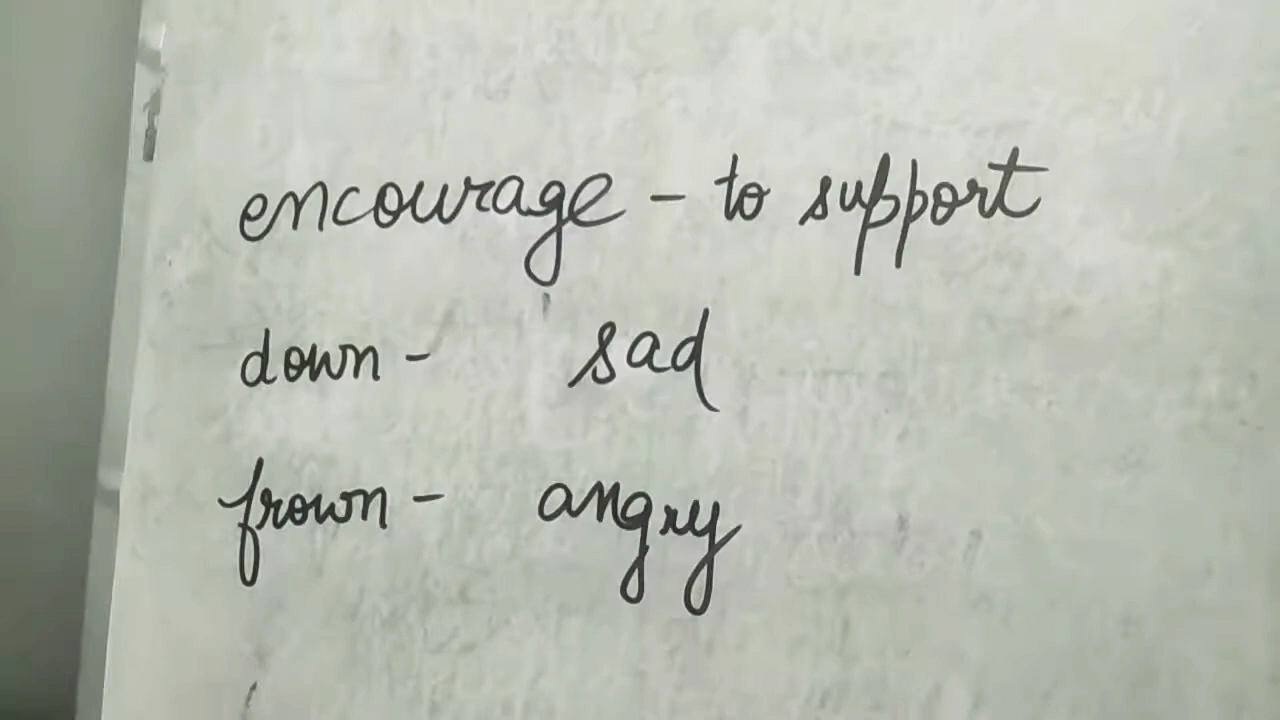 encourage - to support
down - sad
frown - angry